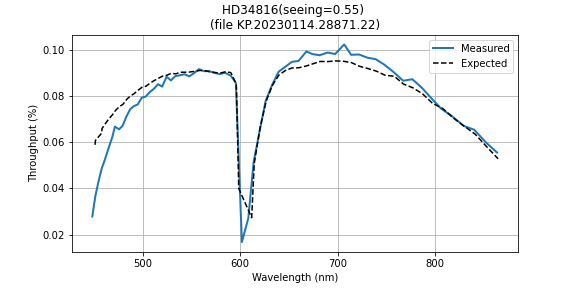 HD34816(seeing=0.55)
(file KP.20230114.28871.22)
Measured
Expected
Throughput (%)
0.10
0.08
0.06
0.04
0.02
500 600 700 800
Wavelength (nm)